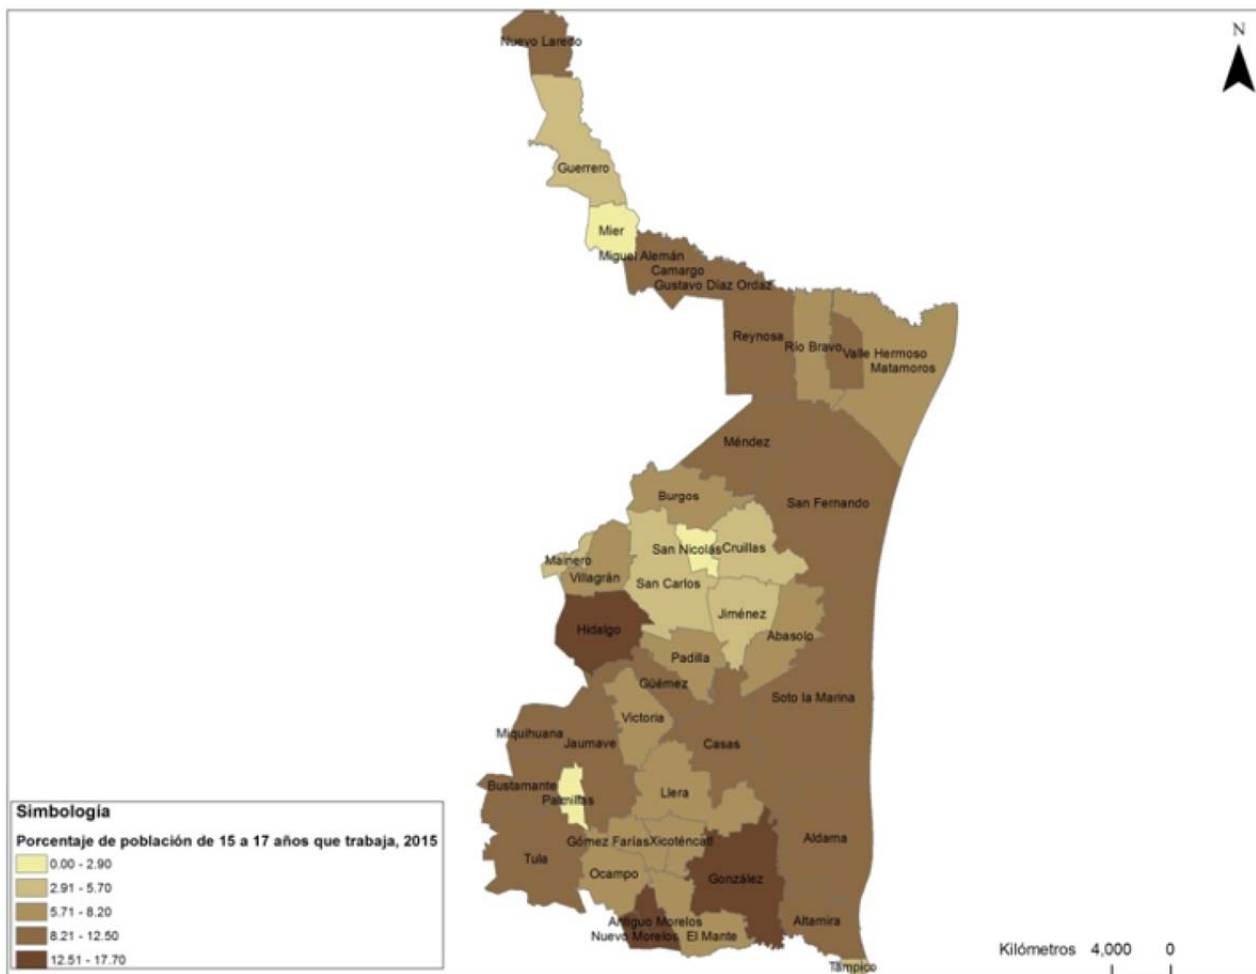 N
Nuevo Laredo
Guerrero
Mier
Miguel Alemán
Camargo
Gustavo Díaz Ordaz
Reynosa
Río Bravo
Valle Hermoso
Matamoros
Méndez
Burgos
San Fernando
San Nicolás
Cruillas
Mainero
Villagrán
San Carlos
Jiménez
Hidalgo
Abasolo
Padilla
Güémez
Soto la Marina
Victoria
Miquihuana
Jaumave
Casas
Bustamante
Palmillas
Llera
Gómez Farías
Xicoténcatl
Aldama
Tula
Ocampo
González
Antiguo Morelos
Altamira
Nuevo Morelos
El Mante
Tampico
Simbología
Porcentaje de población de 15 a 17 años que trabaja, 2015
0.00 - 2.90
2.91 - 5.70
5.71 - 8.20
8.21 - 12.50
12.51 - 17.70
Kilómetros 4,000 0